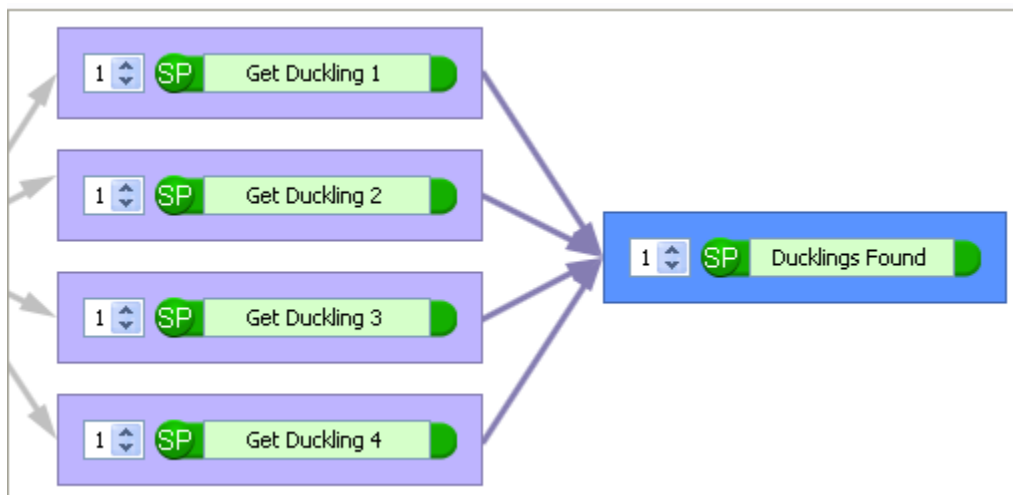 1 SP Get Duckling 1
1 SP Get Duckling 2
1 SP Ducklings Found
1 SP Get Duckling 3
1 SP Get Duckling 4